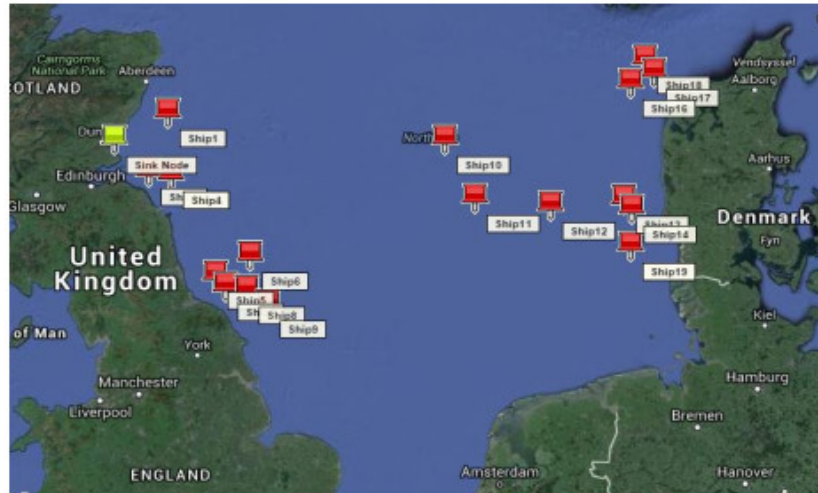 Cairngorms
National Park
Aberdeen
SCOTLAND
Vendsyssel
Aalborg
Ship18
Ship17
Ship16
Ship1
Dun
North
Sink Node
Ship10
Aarhus
Edinburgh
Ship4
Glasgow
Ship11
Ship12
Denmark
Ship14
Fyn
United
Kingdom
Ship19
Ship6
Ship5
Ship8
Ship9
of Man
York
Kiel
Manchester
Hamburg
Liverpool
Bremen
ENGLAND
Amsterdam
Hanover